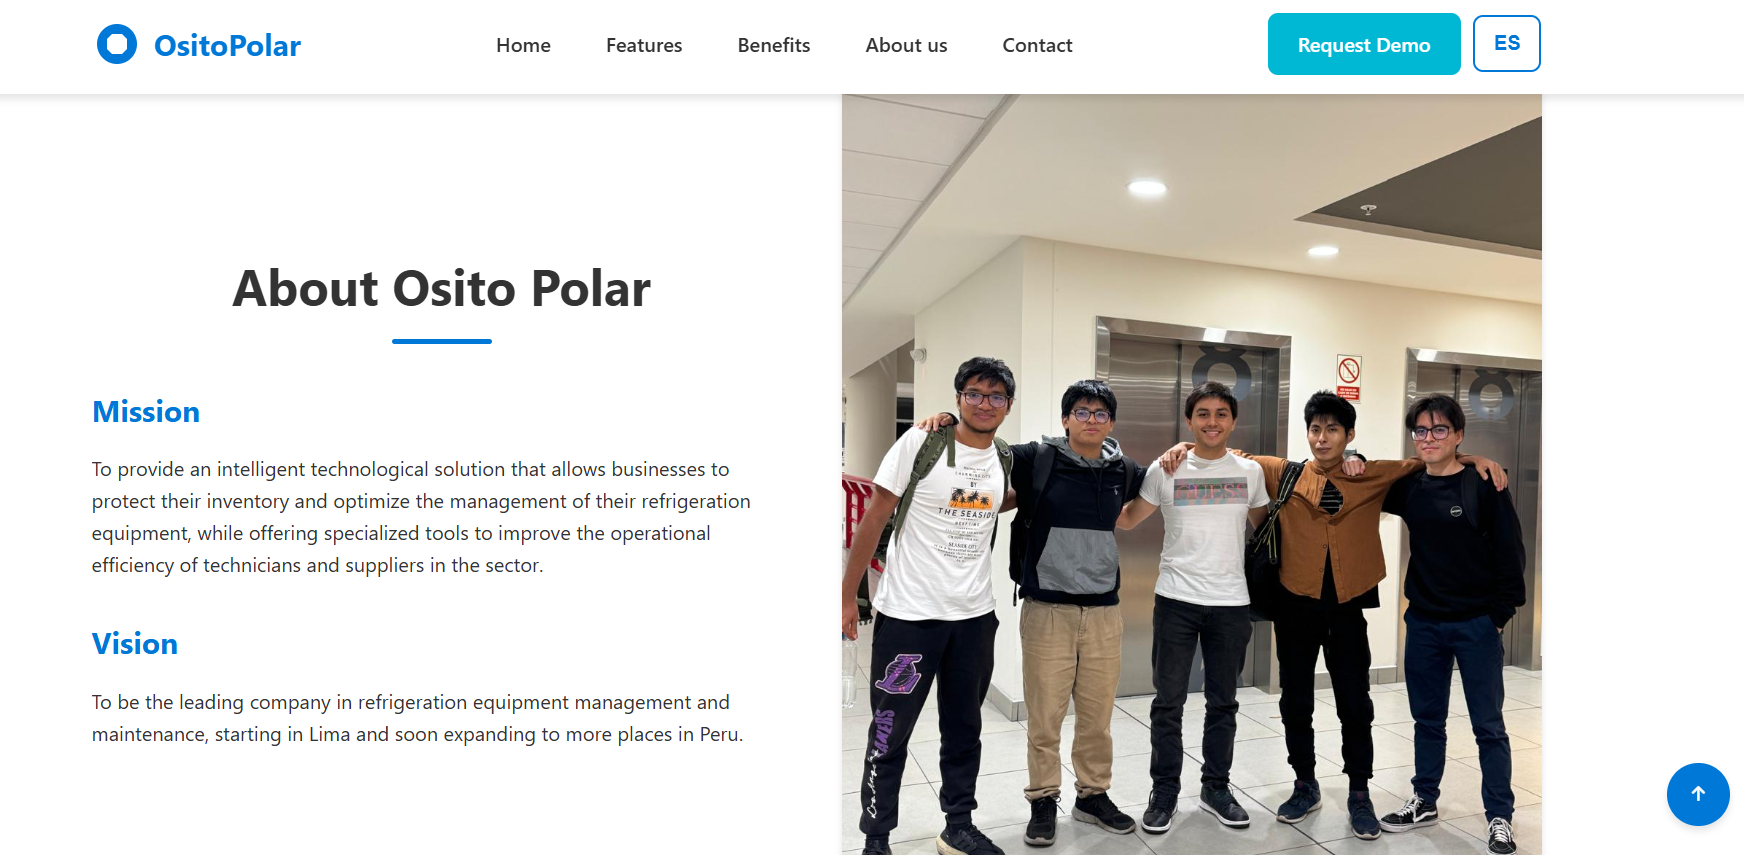 OsitoPolar
Home
Features
Benefits
About us
Contact
Request Demo
ES
About Osito Polar
Mission
To provide an intelligent technological solution that allows businesses to
protect their inventory and optimize the management of their refrigeration
equipment, while offering specialized tools to improve the operational
efficiency of technicians and suppliers in the sector.
Vision
To be the leading company in refrigeration equipment management and
maintenance, starting in Lima and soon expanding to more places in Peru.
8
8
BY
THE SEASIDE
GUESS
L